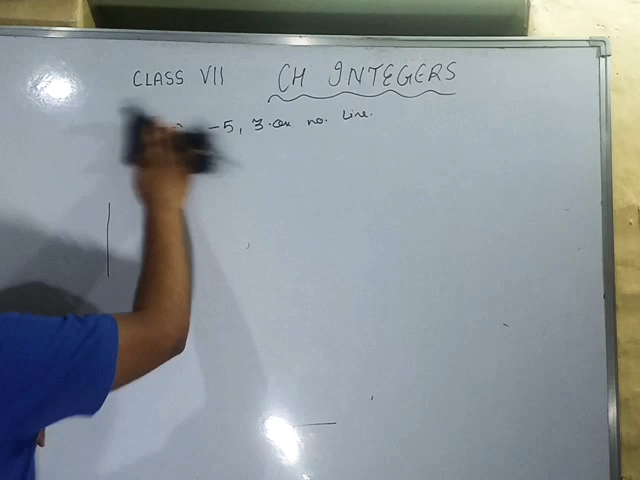 CLASS VII CH INTEGERS
-5, 3 on no. Line.